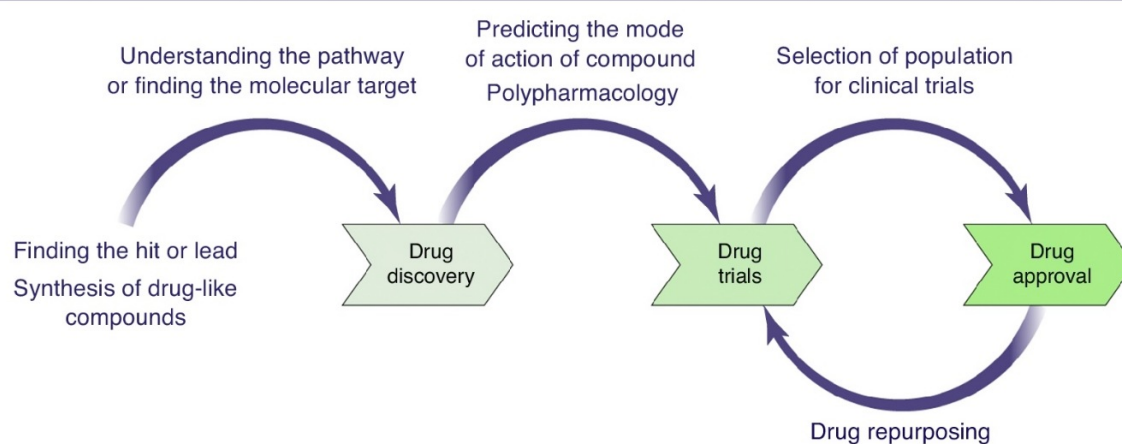 Understanding the pathway
or finding the molecular target
Predicting the mode
of action of compound
Polypharmacology
Selection of population
for clinical trials
Finding the hit or lead
Synthesis of drug-like
compounds
Drug
discovery
Drug
trials
Drug
approval
Drug repurposing